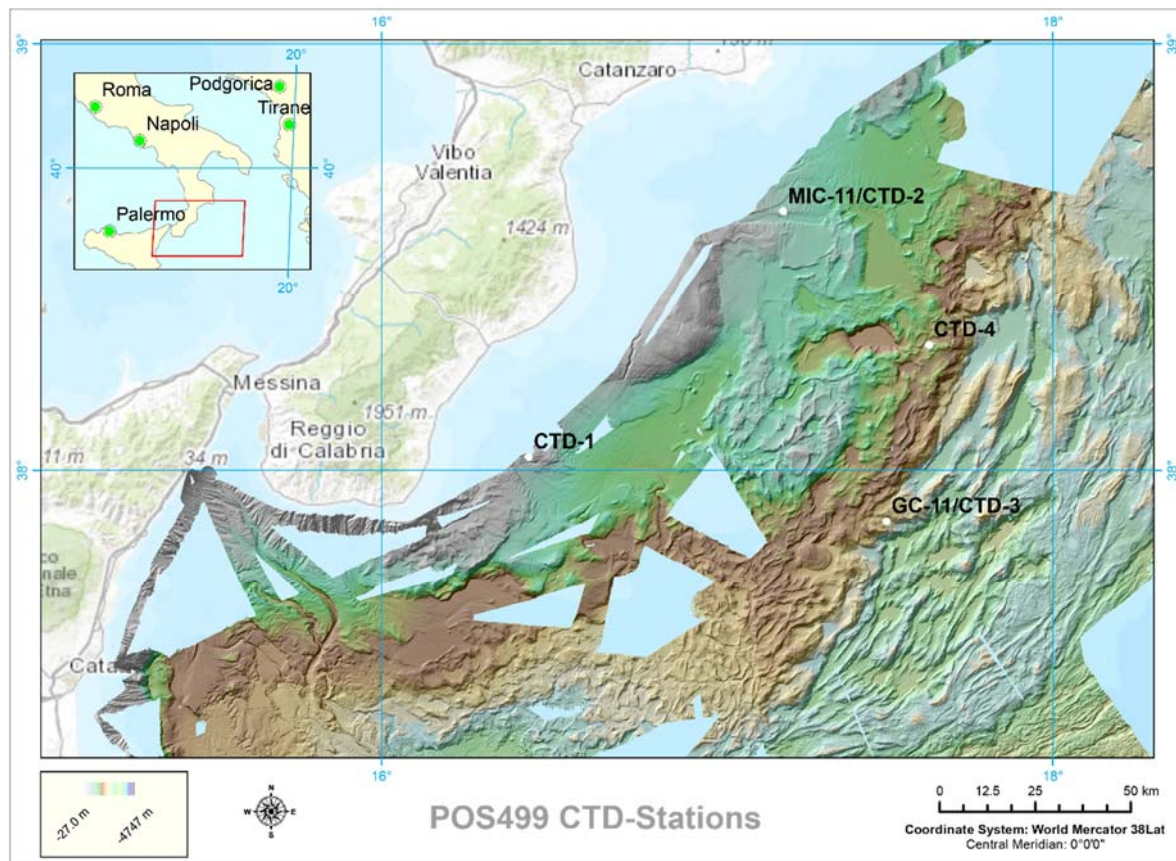 16°
18°
39°
39°
20°
Podgorica
Roma
Tirane
Napoli
40°
40°
Palermo
20°
Catanzaro
Vibo
Valentia
1424 m
MIC-11/CTD-2
CTD-4
Messina
1951 m
Reggio
di Calabria
CTD-1
11 m
34 m
38°
38°
GC-11/CTD-3
Etna
16°
18°
-27.0 m
-4747 m
N
W
E
S
POS499 CTD-Stations
0
12.5
25
50 km
Coordinate System: World Mercator 38Lat
Central Meridian: 0°0'0"